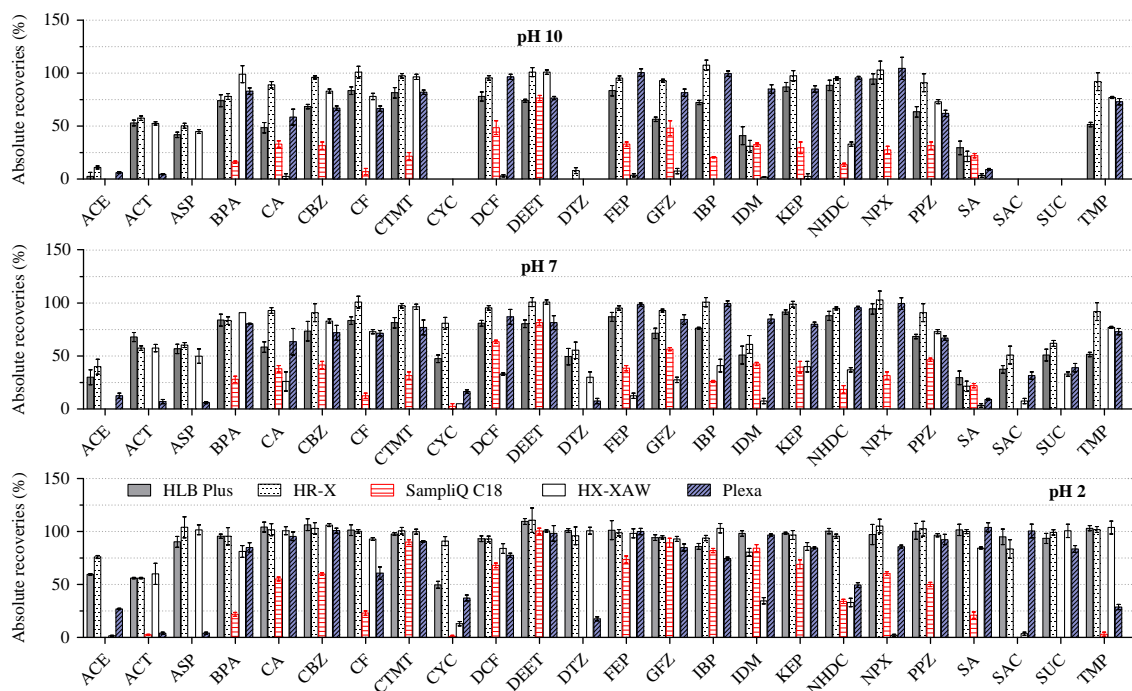 Absolute recoveries (%)
150
100
50
0
pH 10
ACE ACT ASP BPA CA CBZ CF CTMT CYC DCF DEET DTZ FEP GFZ IBP IDM KEP NHDC NPX PPZ SA SAC SUC TMP
Absolute recoveries (%)
150
100
50
0
pH 7
ACE ACT ASP BPA CA CBZ CF CTMT CYC DCF DEET DTZ FEP GFZ IBP IDM KEP NHDC NPX PPZ SA SAC SUC TMP
Absolute recoveries (%)
150
100
50
0
HLB Plus HR-X SampliQ C18 HX-XAW Plexa
pH 2
ACE ACT ASP BPA CA CBZ CF CTMT CYC DCF DEET DTZ FEP GFZ IBP IDM KEP NHDC NPX PPZ SA SAC SUC TMP